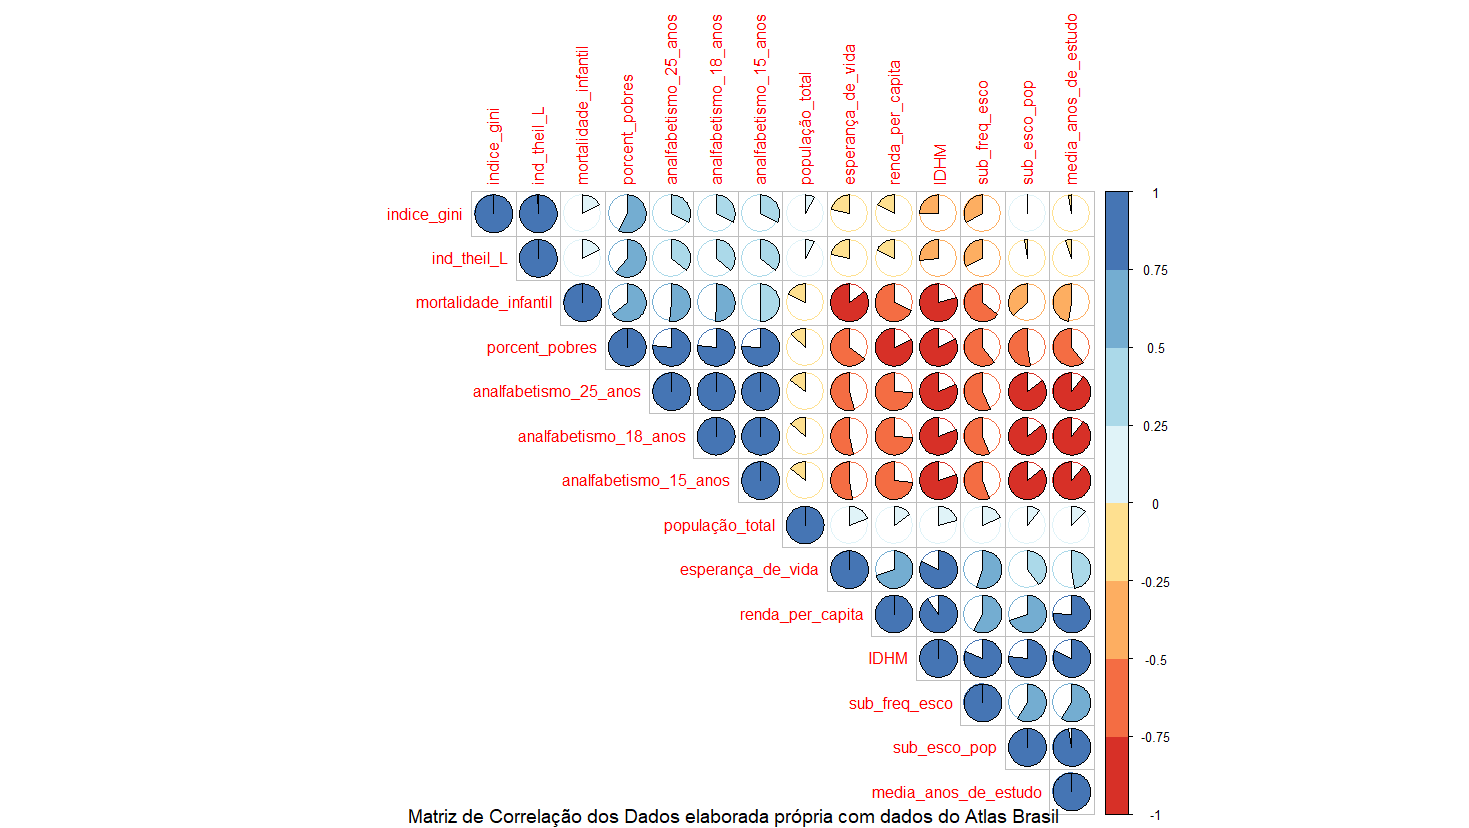 indice_gini
ind_theil_L
mortalidade_infantil
porcent_pobres
analfabetismo_25_anos
analfabetismo_18_anos
analfabetismo_15_anos
população_total
esperança_de_vida
renda_per_capita
IDHM
sub_freq_esco
sub_esco_pop
media_anos_de_estudo
indice_gini
ind_theil_L
mortalidade_infantil
porcent_pobres
analfabetismo_25_anos
analfabetismo_18_anos
analfabetismo_15_anos
população_total
esperança_de_vida
renda_per_capita
IDHM
sub_freq_esco
sub_esco_pop
media_anos_de_estudo
1
0.75
0.5
0.25
0
-0.25
-0.5
-0.75
-1
Matriz de Correlação dos Dados elaborada própria com dados do Atlas Brasil